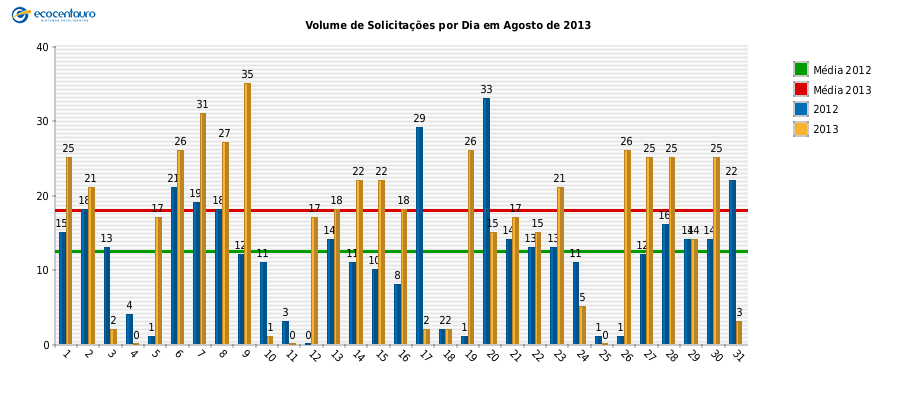 ecocentauro
Volume de Solicitações por Dia em Agosto de 2013
Média 2012
Média 2013
2012
2013
40
30
20
10
0
15 25 18 21 13 2 4 0 1 17 21 26 19 31 18 27 12 35 11 1 3 0 0 17 14 18 11 22 10 22 8 18 29 2 2 2 1 26 33 15 14 17 13 15 13 21 11 5 1 0 1 26 12 25 16 25 14 14 14 25 22 3
1 2 3 4 5 6 7 8 9 10 11 12 13 14 15 16 17 18 19 20 21 22 23 24 25 26 27 28 29 30 31